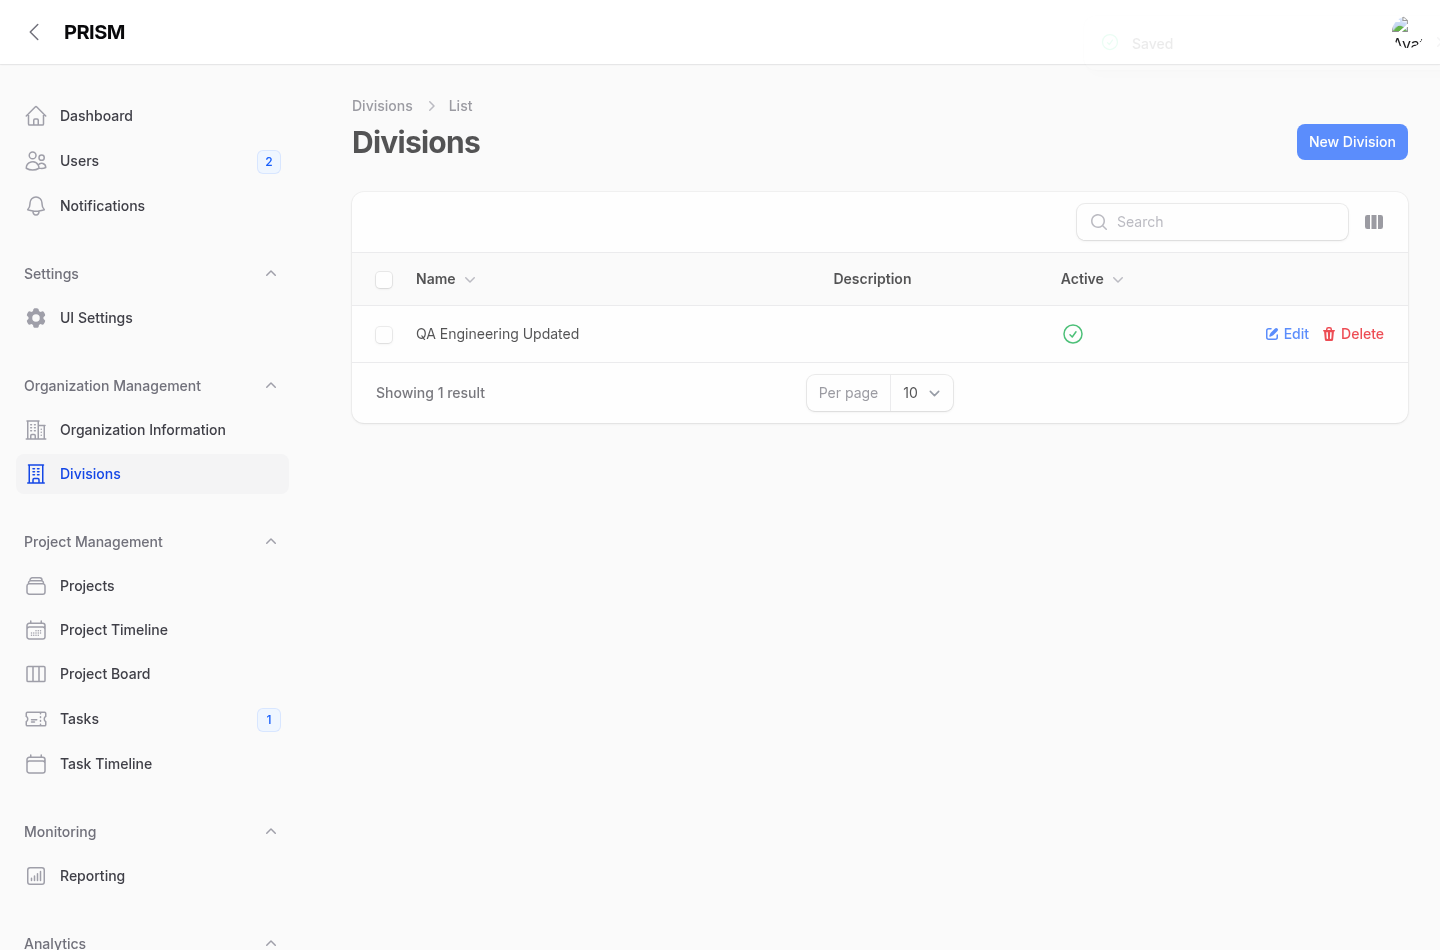 PRISM
Saved
Dashboard
Users 2
Notifications
Settings
UI Settings
Organization Management
Organization Information
Divisions
Project Management
Projects
Project Timeline
Project Board
Tasks 1
Task Timeline
Monitoring
Reporting
Analytics
Divisions List
Divisions
New Division
Search
Name Description Active
QA Engineering Updated Edit Delete
Showing 1 result Per page 10